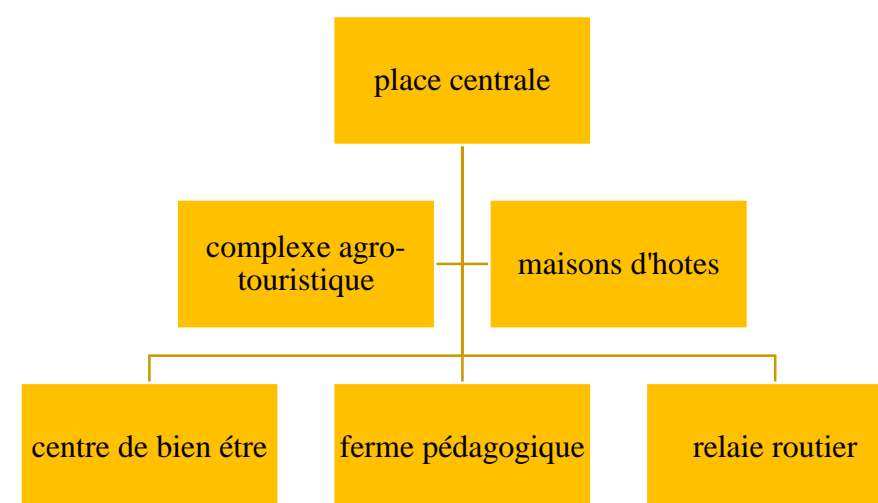 place centrale
complexe agro-
touristique
maisons d'hotes
centre de bien étre
ferme pédagogique
relaie routier